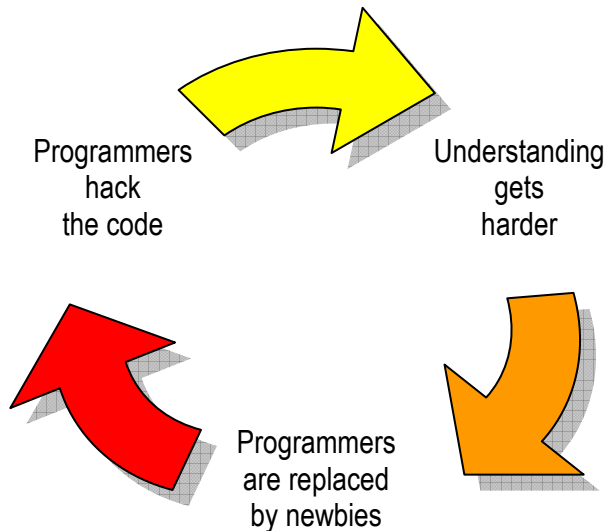 Programmers
hack
the code
Understanding
gets
harder
Programmers
are replaced
by newbies